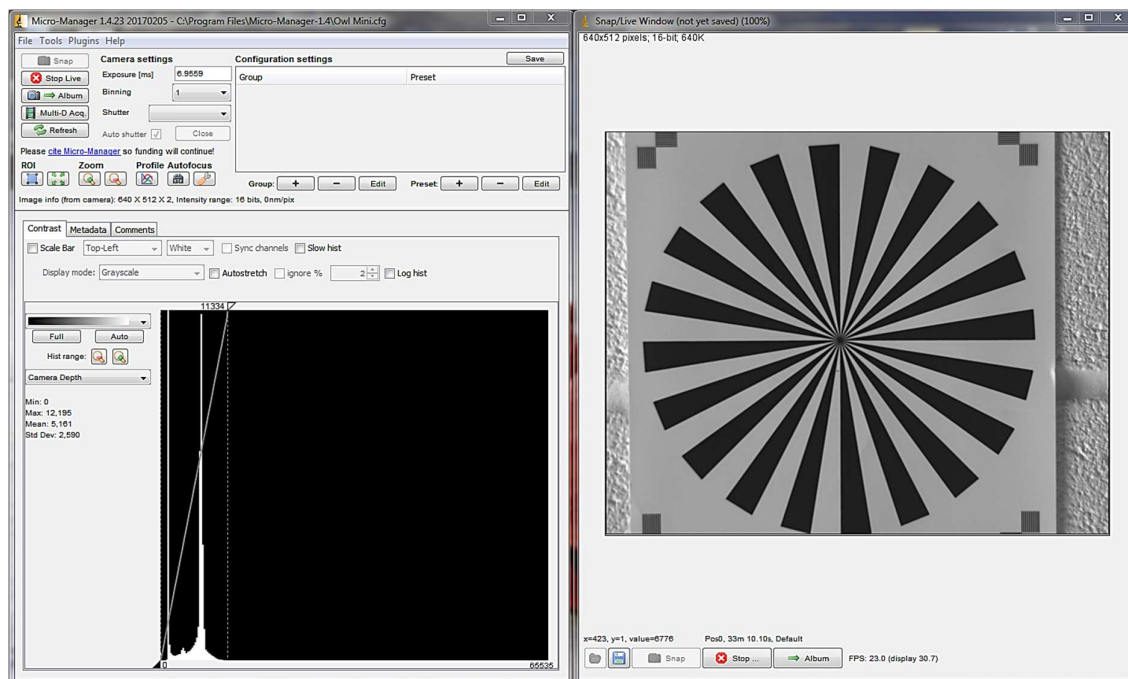 Micro-Manager 1.4.23 20170205 - C:\Program Files\Micro-Manager-1.4\Owl Mini.cfg
File Tools Plugins Help
Snap
Stop Live
Album
Multi-D Acq.
Refresh
Camera settings
Exposure [ms] 6.9559
Binning 1
Shutter
Auto shutter Close
Configuration settings Save
Group Preset
Please cite Micro-Manager so funding will continue!
ROI Zoom Profile Autofocus
Group: + - Edit Preset: + - Edit
Image info (from camera): 640 X 512 X 2, Intensity range: 16 bits, 0nm/pix
Contrast Metadata Comments
Scale Bar Top-Left White Sync channels Slow hist
Display mode: Grayscale Autostretch ignore % 2 Log hist
11334
Full Auto
Hist range:
Camera Depth
Min: 0
Max: 12,195
Mean: 5,161
Std Dev: 2,590
0 65535
Snap/Live Window (not yet saved) (100%)
640x512 pixels; 16-bit; 640K
x=423, y=1, value=6776 Pos0, 33m 10.10s, Default
Snap Stop ... Album FPS: 23.0 (display 30.7)